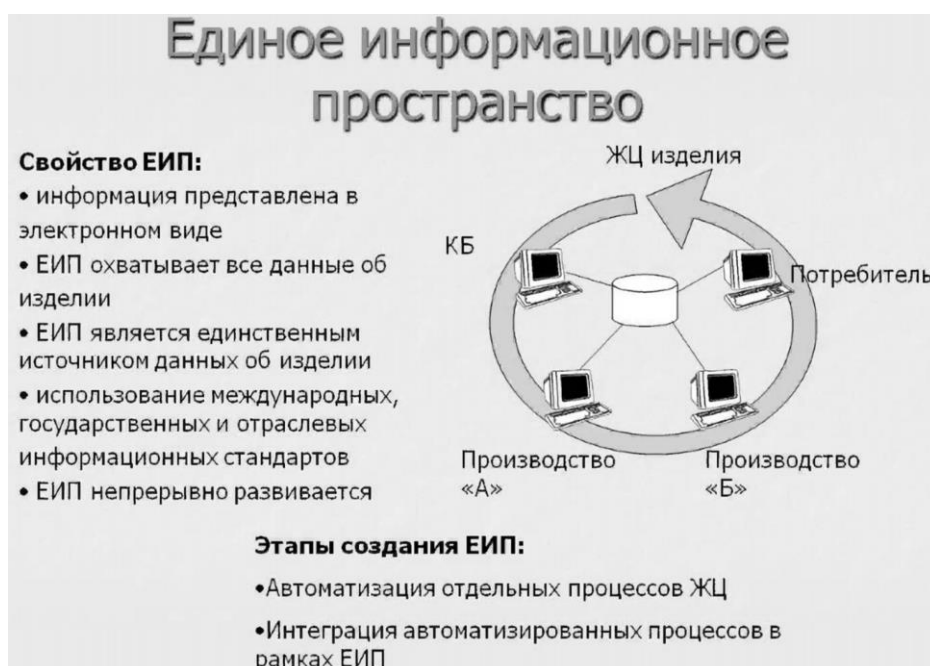 Единое информационное
пространство
Свойство ЕИП:
• информация представлена в
электронном виде
• ЕИП охватывает все данные об
изделии
• ЕИП является единственным
источником данных об изделии
• использование международных,
государственных и отраслевых
информационных стандартов
• ЕИП непрерывно развивается
ЖЦ изделия
КБ
Потребитель
Производство
«А»
Производство
«Б»
Этапы создания ЕИП:
•Автоматизация отдельных процессов ЖЦ
•Интеграция автоматизированных процессов в
рамках ЕИП